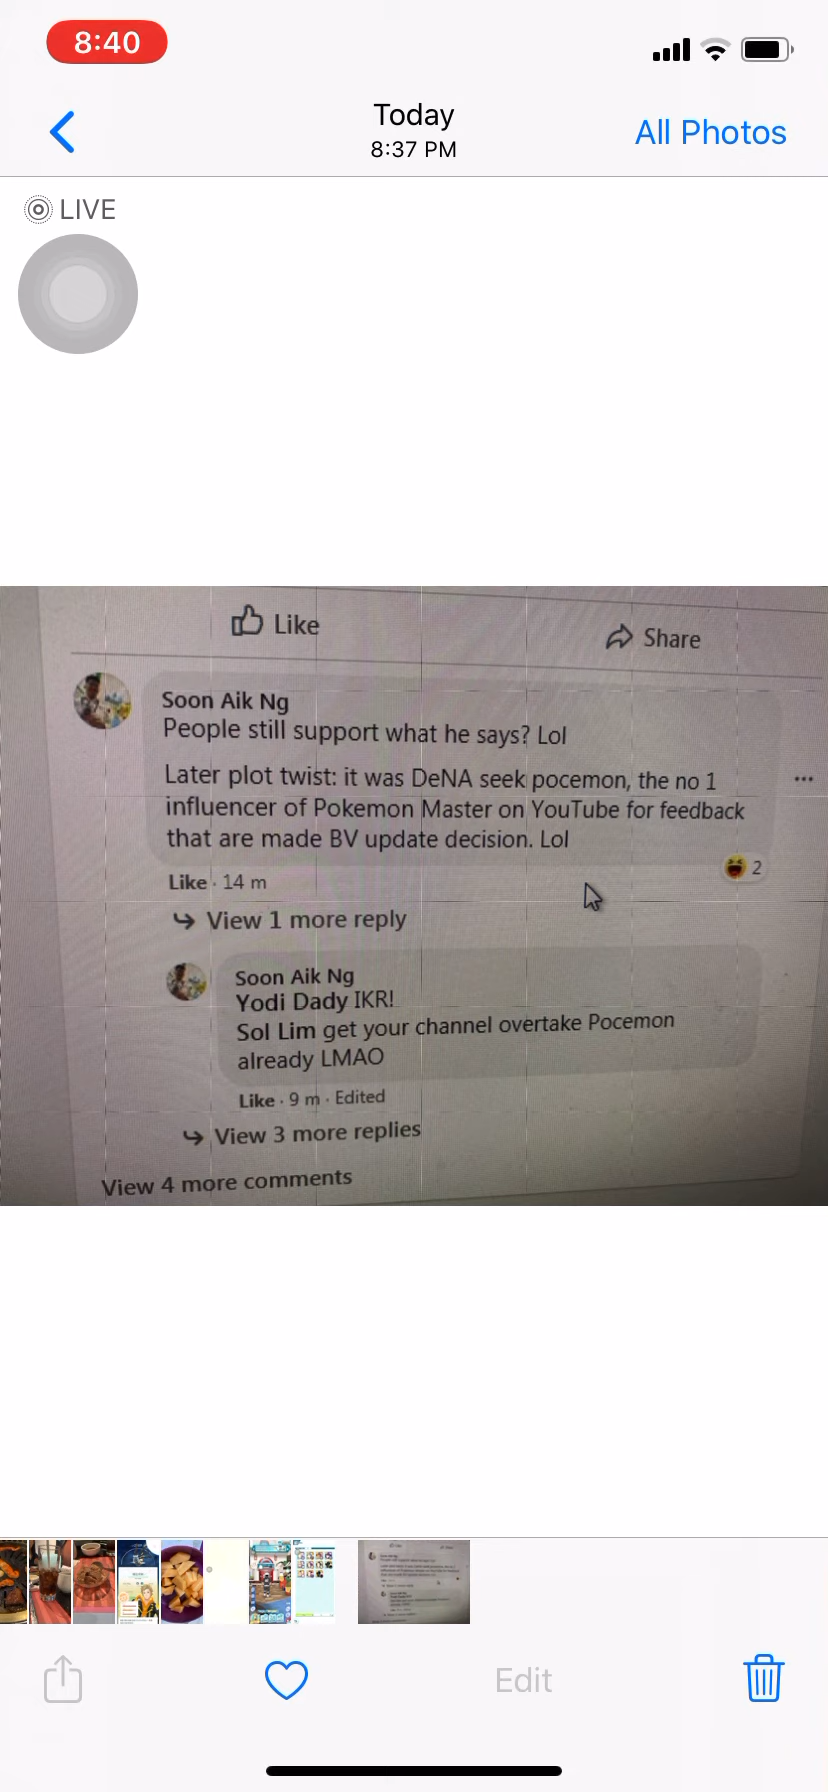 8:40
Today
8:37 PM
All Photos
LIVE
Like
Share
Soon Aik Ng
People still support what he says? Lol
Later plot twist: it was DeNA seek pocemon, the no 1
influencer of Pokemon Master on YouTube for feedback
that are made BV update decision. Lol
2
Like · 14 m
View 1 more reply
Soon Aik Ng
Yodi Dady IKR!
Sol Lim get your channel overtake Pocemon
already LMAO
Like · 9 m · Edited
View 3 more replies
View 4 more comments
Edit